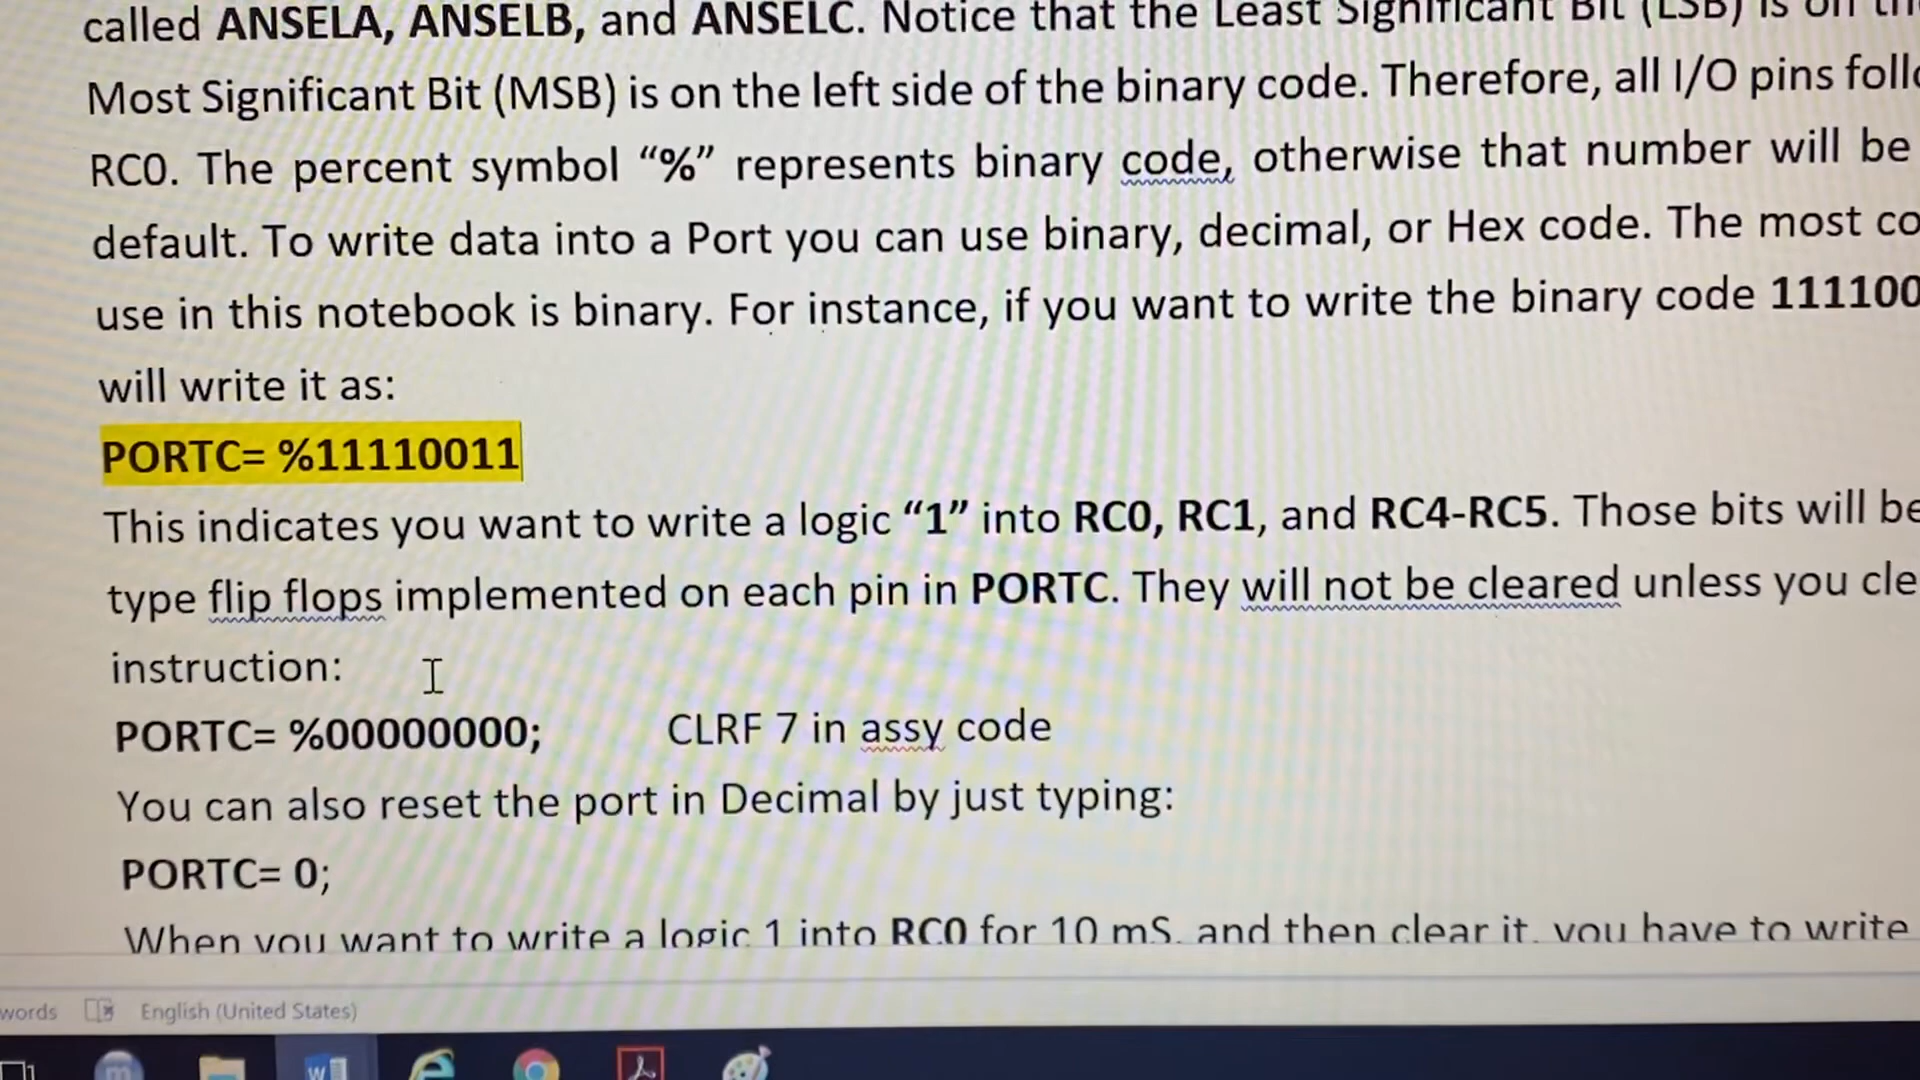 called ANSELA, ANSELB, and ANSELC. Notice that the Least Significant Bit (LSB) is on
Most Significant Bit (MSB) is on the left side of the binary code. Therefore, all I/O pins
RC0. The percent symbol “%” represents binary code, otherwise that number will be
default. To write data into a Port you can use binary, decimal, or Hex code. The most co
use in this notebook is binary. For instance, if you want to write the binary code 111100
will write it as:
PORTC= %11110011
This indicates you want to write a logic “1” into RC0, RC1, and RC4-RC5. Those bits will be
type flip flops implemented on each pin in PORTC. They will not be cleared unless you cle
instruction:
PORTC= %00000000; CLRF 7 in assy code
You can also reset the port in Decimal by just typing:
PORTC= 0;
When you want to write a logic 1 into RC0 for 10 mS, and then clear it, you have to write
words English (United States)